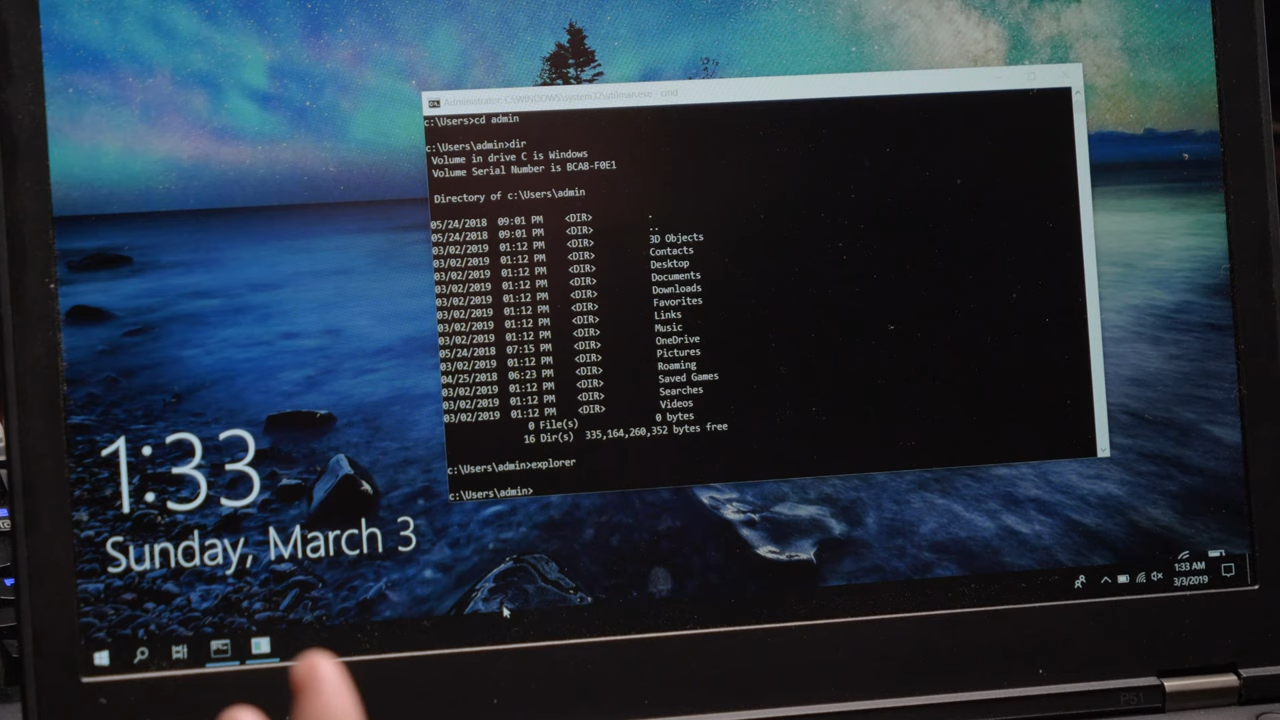 Administrator: C:\WINDOWS\system32\utilman.exe - cmd
c:\Users>cd admin
c:\Users\admin>dir
Volume in drive C is Windows
Volume Serial Number is BCA8-F0E1
Directory of c:\Users\admin
05/24/2018 09:01 PM <DIR> .
05/24/2018 09:01 PM <DIR> ..
03/02/2019 01:12 PM <DIR> 3D Objects
03/02/2019 01:12 PM <DIR> Contacts
03/02/2019 01:12 PM <DIR> Desktop
03/02/2019 01:12 PM <DIR> Documents
03/02/2019 01:12 PM <DIR> Downloads
03/02/2019 01:12 PM <DIR> Favorites
03/02/2019 01:12 PM <DIR> Links
03/02/2019 01:12 PM <DIR> Music
05/24/2018 07:15 PM <DIR> OneDrive
03/02/2019 01:12 PM <DIR> Pictures
04/25/2018 06:23 PM <DIR> Roaming
03/02/2019 01:12 PM <DIR> Saved Games
03/02/2019 01:12 PM <DIR> Searches
03/02/2019 01:12 PM <DIR> Videos
0 File(s) 0 bytes
16 Dir(s) 335,164,260,352 bytes free
c:\Users\admin>explorer
c:\Users\admin>
1:33
Sunday, March 3
1:33 AM
3/3/2019
P51